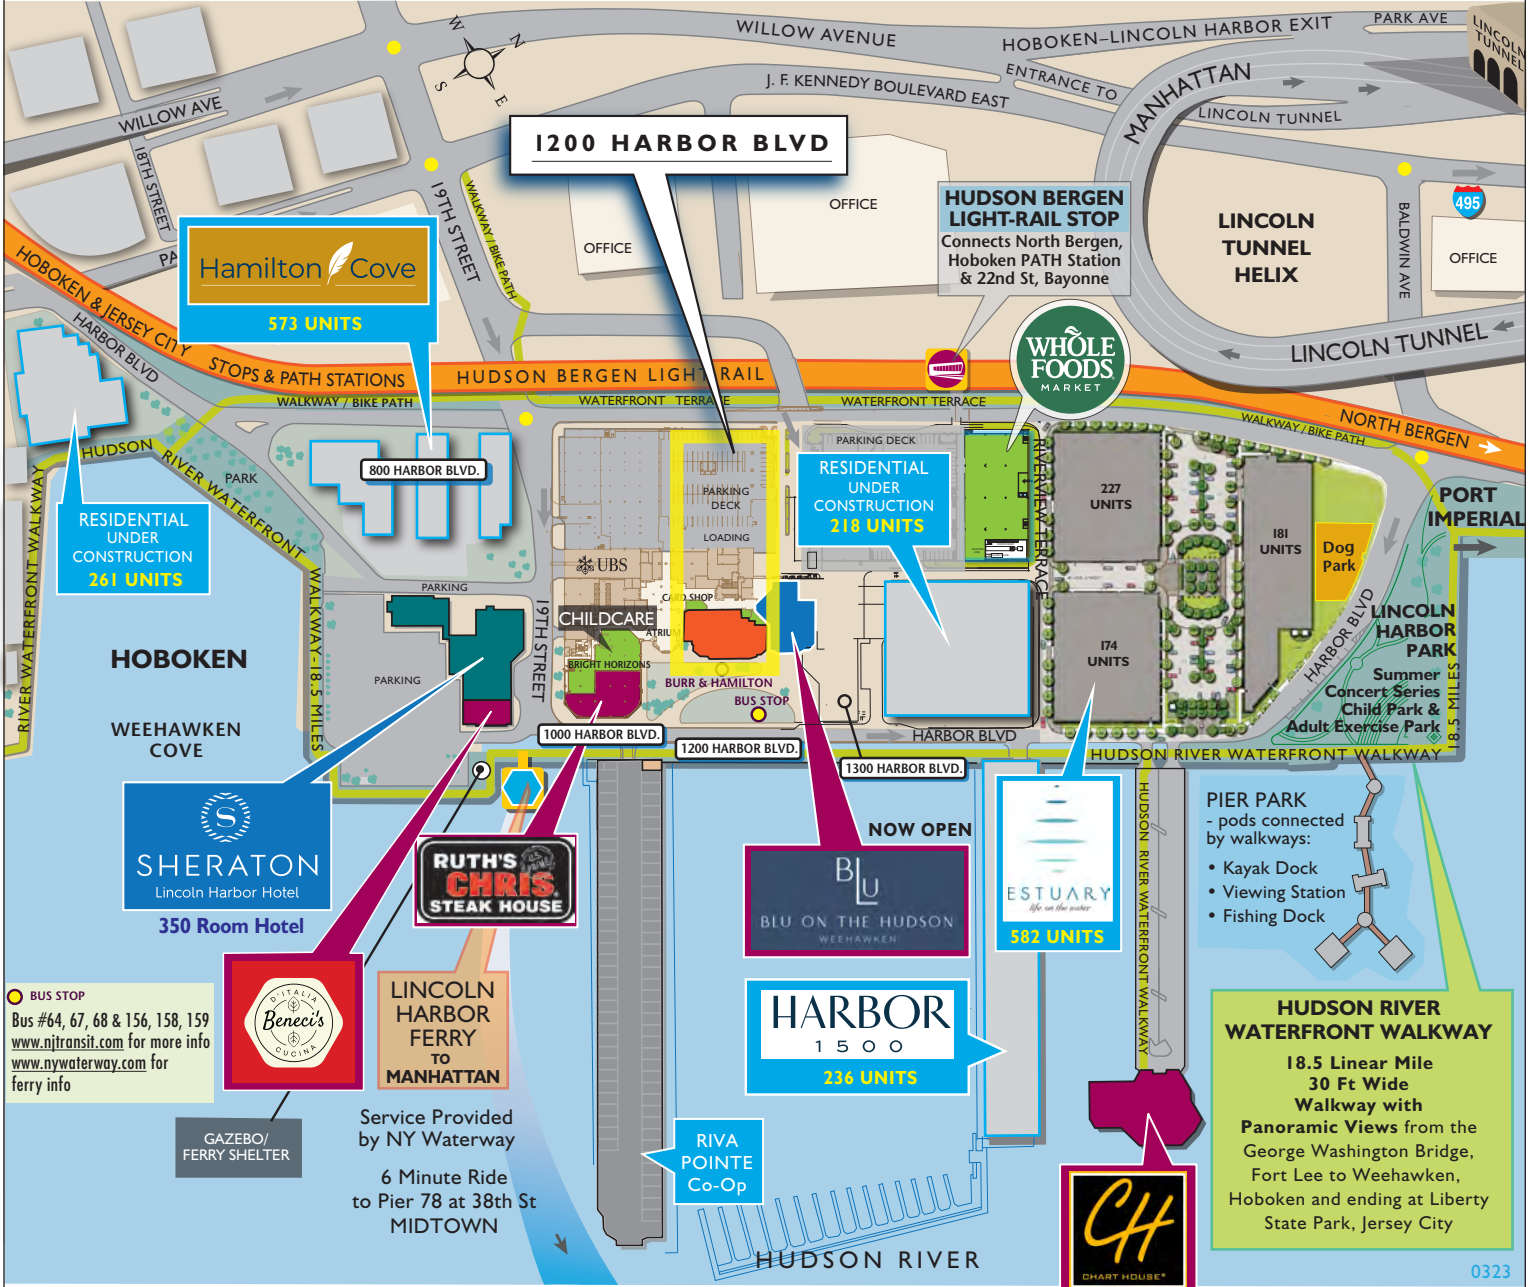 WILLOW AVENUE
HOBOKEN–LINCOLN HARBOR EXIT
PARK AVE
LINCOLN
TUNNEL
J. F. KENNEDY BOULEVARD EAST
ENTRANCE TO
LINCOLN TUNNEL
MANHATTAN
W
N
S
E
WILLOW AVE
18TH STREET
PA
19TH STREET
WALKWAY / BIKE PATH
1200 HARBOR BLVD
OFFICE
OFFICE
HUDSON BERGEN
LIGHT-RAIL STOP
Connects North Bergen,
Hoboken PATH Station
& 22nd St, Bayonne
LINCOLN
TUNNEL
HELIX
495
BALDWIN AVE
OFFICE
LINCOLN TUNNEL
Hamilton Cove
573 UNITS
HOBOKEN & JERSEY CITY
STOPS & PATH STATIONS
HUDSON BERGEN LIGHT RAIL
NORTH BERGEN
HARBOR BLVD
WALKWAY / BIKE PATH
WATERFRONT TERRACE
WATERFRONT TERRACE
WALKWAY / BIKE PATH
WHOLE
FOODS
MARKET
HUDSON
RIVER WATERFRONT
WALKWAY-18.5 MILES
RIVER WATERFRONT WALKWAY
PARK
800 HARBOR BLVD.
RESIDENTIAL
UNDER
CONSTRUCTION
261 UNITS
PARKING DECK
PARKING
DECK
LOADING
RESIDENTIAL
UNDER
CONSTRUCTION
218 UNITS
RIVERVIEW TERRACE
227
UNITS
181
UNITS
Dog
Park
PORT
IMPERIAL
UBS
CARD SHOP
CHILDCARE
ATRIUM
BRIGHT HORIZONS
BURR & HAMILTON
BUS STOP
PARKING
PARKING
19TH STREET
HOBOKEN
WEEHAWKEN
COVE
174
UNITS
HARBOR BLVD
LINCOLN
HARBOR
PARK
Summer
Concert Series
Child Park &
Adult Exercise Park
18.5 MILES
1000 HARBOR BLVD.
1200 HARBOR BLVD.
1300 HARBOR BLVD.
HARBOR BLVD
HUDSON RIVER WATERFRONT WALKWAY
SHERATON
Lincoln Harbor Hotel
350 Room Hotel
RUTH'S
CHRIS
STEAK HOUSE
NOW OPEN
BLU
BLU ON THE HUDSON
WEEHAWKEN
ESTUARY
life on the water
582 UNITS
HUDSON RIVER WATERFRONT WALKWAY
PIER PARK
- pods connected
by walkways:
• Kayak Dock
• Viewing Station
• Fishing Dock
BUS STOP
Bus #64, 67, 68 & 156, 158, 159
www.njtransit.com for more info
www.nywaterway.com for
ferry info
D'ITALIA
Beneci's
CUCINA
GAZEBO/
FERRY SHELTER
LINCOLN
HARBOR
FERRY
TO
MANHATTAN
Service Provided
by NY Waterway
6 Minute Ride
to Pier 78 at 38th St
MIDTOWN
HARBOR
1500
236 UNITS
RIVA
POINTE
Co-Op
HUDSON RIVER
CH
CHART HOUSE
HUDSON RIVER
WATERFRONT WALKWAY
18.5 Linear Mile
30 Ft Wide
Walkway with
Panoramic Views from the
George Washington Bridge,
Fort Lee to Weehawken,
Hoboken and ending at Liberty
State Park, Jersey City
0323